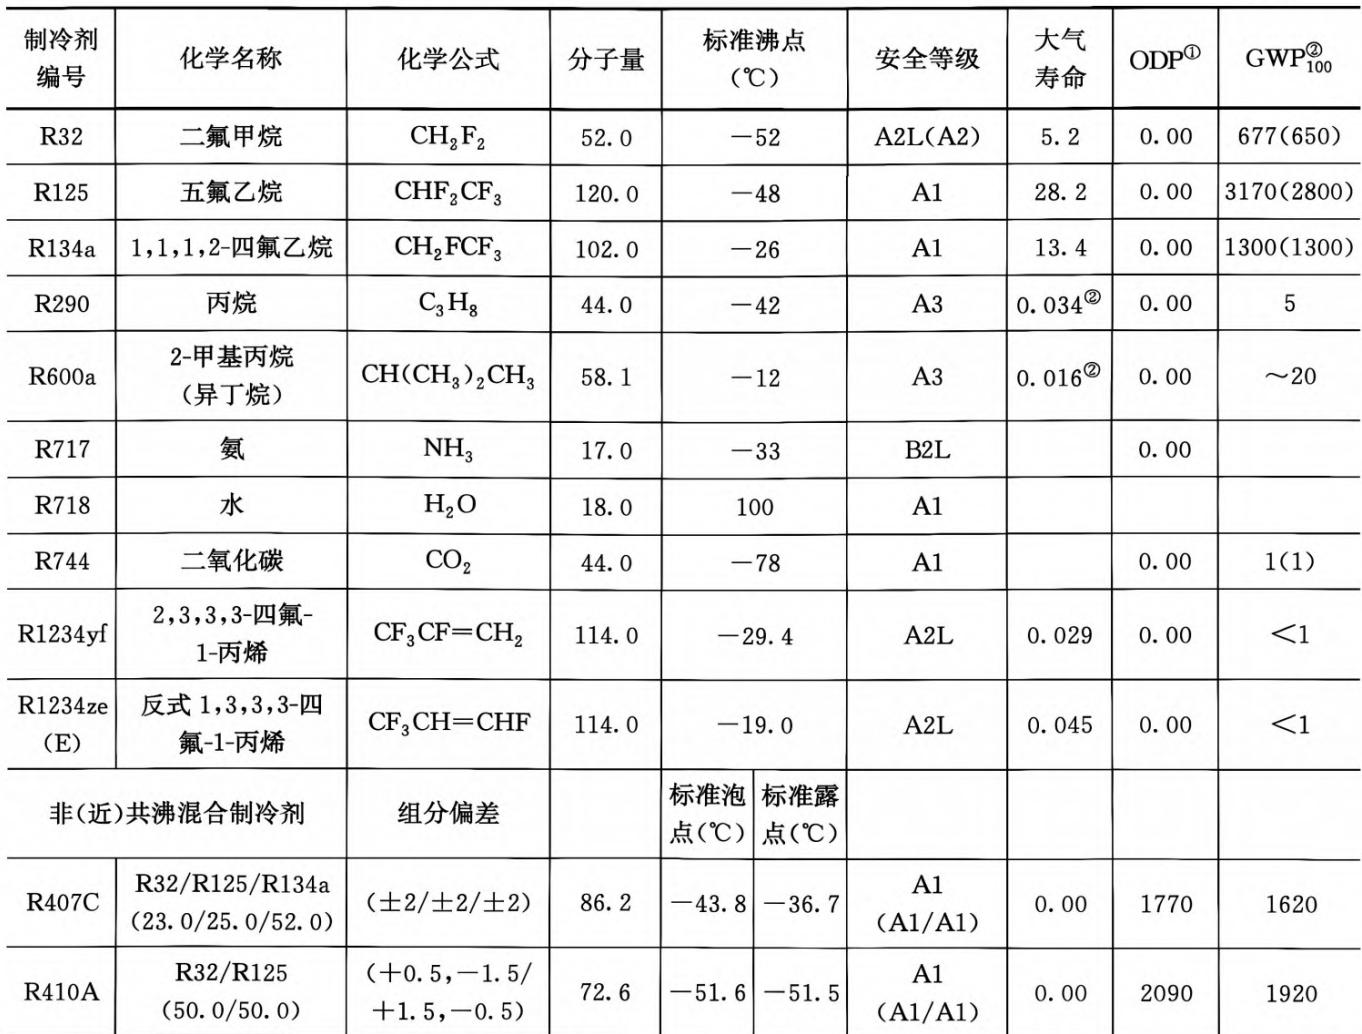 制冷剂编号 化学名称 化学公式 分子量 标准沸点(℃) 安全等级 大气寿命 ODP① GWP②100
R32 二氟甲烷 CH₂F₂ 52.0 －52 A2L(A2) 5.2 0.00 677(650)
R125 五氟乙烷 CHF₂CF₃ 120.0 －48 A1 28.2 0.00 3170(2800)
R134a 1,1,1,2-四氟乙烷 CH₂FCF₃ 102.0 －26 A1 13.4 0.00 1300(1300)
R290 丙烷 C₃H₈ 44.0 －42 A3 0.034② 0.00 5
R600a 2-甲基丙烷(异丁烷) CH(CH₃)₂CH₃ 58.1 －12 A3 0.016② 0.00 ～20
R717 氨 NH₃ 17.0 －33 B2L 0.00
R718 水 H₂O 18.0 100 A1
R744 二氧化碳 CO₂ 44.0 －78 A1 0.00 1(1)
R1234yf 2,3,3,3-四氟-1-丙烯 CF₃CF=CH₂ 114.0 －29.4 A2L 0.029 0.00 ＜1
R1234ze(E) 反式 1,3,3,3-四氟-1-丙烯 CF₃CH=CHF 114.0 －19.0 A2L 0.045 0.00 ＜1
非(近)共沸混合制冷剂 组分偏差 标准泡点(℃) 标准露点(℃)
R407C R32/R125/R134a(23.0/25.0/52.0) (±2/±2/±2) 86.2 －43.8 －36.7 A1(A1/A1) 0.00 1770 1620
R410A R32/R125(50.0/50.0) (＋0.5,－1.5/＋1.5,－0.5) 72.6 －51.6 －51.5 A1(A1/A1) 0.00 2090 1920